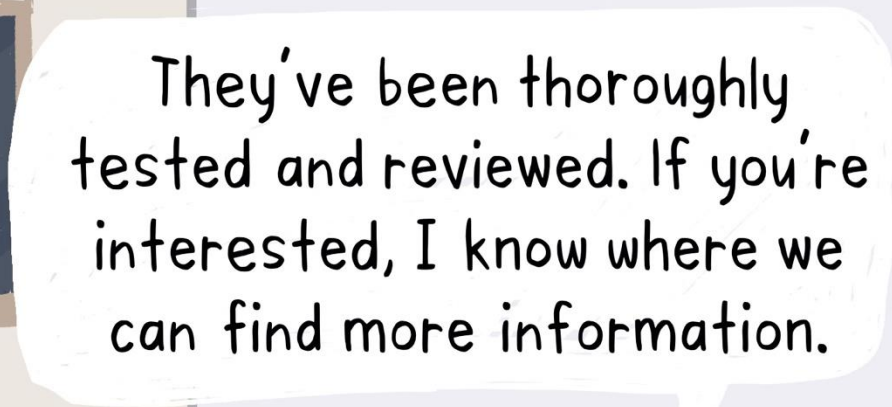 They've been thoroughly
tested and reviewed. If you're
interested, I know where we
can find more information.